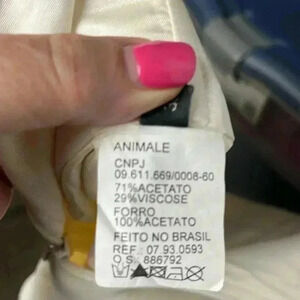 ANIMALE
CNPJ
09.611.669/0008-60
71%ACETATO
29%VISCOSE
FORRO
100%ACETATO
FEITO NO BRASIL
REF.: 07.93.0593
O.S.: 886792